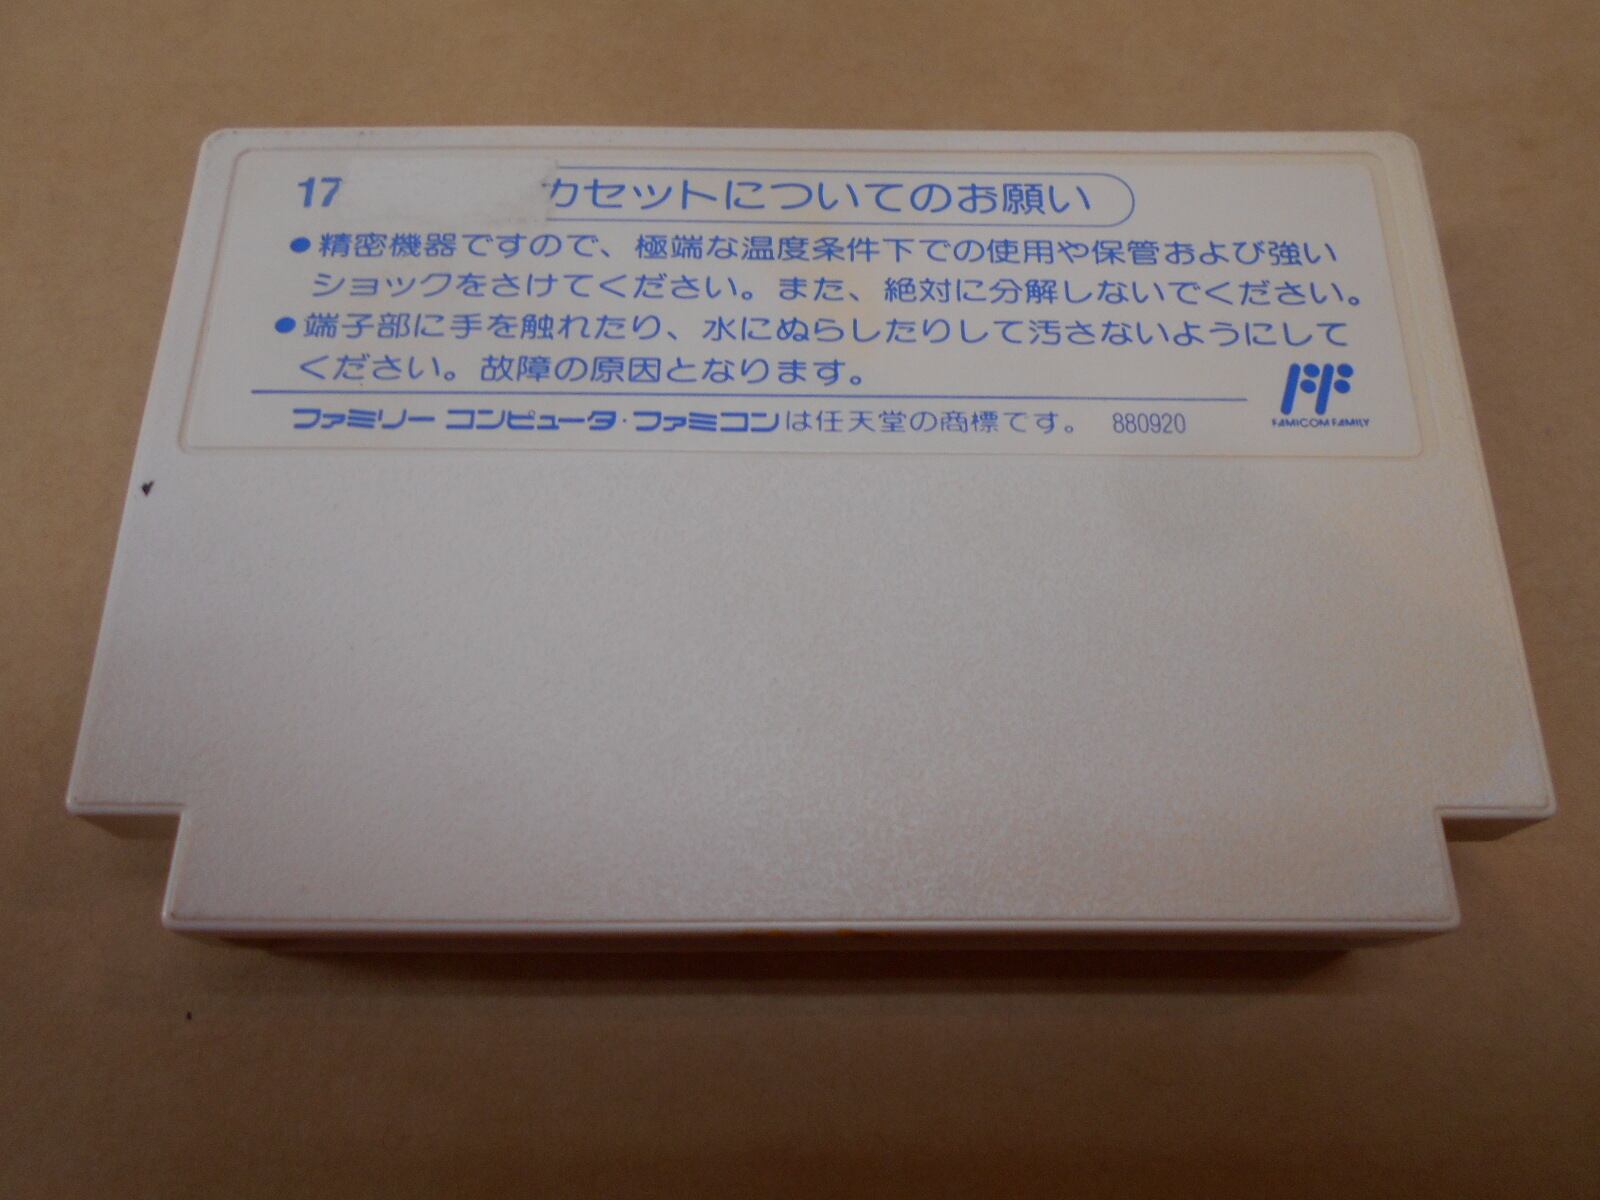 17 カセットについてのお願い
●精密機器ですので、極端な温度条件下での使用や保管および強い
ショックをさけてください。また、絶対に分解しないでください。
●端子部に手を触れたり、水にぬらしたりして汚さないようにして
ください。故障の原因となります。
ファミリーコンピュータ・ファミコンは任天堂の商標です。 880920
FAMICOM FAMILY